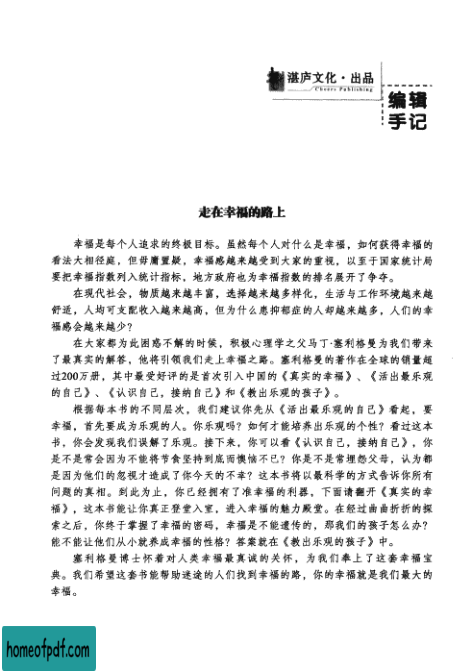 湛庐文化·出品
Cheers Publishing
编辑
手记
走在幸福的路上
幸福是每个人追求的终极目标。虽然每个人对什么是幸福，如何获得幸福的
看法大相径庭，但毋庸置疑，幸福感越来越受到大家的重视，以至于国家统计局
要把幸福指数列入统计指标，地方政府也为幸福指数的排名展开了争夺。
在现代社会，物质越来越丰富，选择越来越多样化，生活与工作环境越来越
舒适，人均可支配收入越来越高，但为什么患抑郁症的人却越来越多，人们的幸
福感会越来越少？
在大家都为此困惑不解的时候，积极心理学之父马丁·塞利格曼为我们带来
了最真实的解答，他将引领我们走上幸福之路。塞利格曼的著作在全球的销量超
过200万册，其中最受好评的是首次引入中国的《真实的幸福》、《活出最乐观
的自己》、《认识自己，接纳自己》和《教出乐观的孩子》。
根据每本书的不同层次，我们建议你先从《活出最乐观的自己》看起，要
幸福，首先要成为乐观的人。你乐观吗？如何才能培养出乐观的个性？看过这本
书，你会发现我们误解了乐观。接下来，你可以看《认识自己，接纳自己》，你
是不是常会因为不能将节食坚持到底而懊恼不已？你是不是常埋怨父母，认为都
是因为他们的忽视才造成了你今天的不幸？这本书将以最科学的方式告诉你所有
问题的真相。到此为止，你已经拥有了准幸福的利器，下面请翻开《真实的幸
福》，这本书能让你真正登堂入室，进入幸福的魅力殿堂。在经过曲曲折折的探
索之后，你终于掌握了幸福的密码，幸福是不能遗传的，那我们的孩子怎么办？
能不能让他们从小就养成幸福的性格？答案就在《教出乐观的孩子》中。
塞利格曼博士怀着对人类幸福最真诚的关怀，为我们奉上了这套幸福宝
典。我们希望这套书能帮助迷途的人们找到幸福的路，你的幸福就是我们最大的
幸福。
homeofpdf.com